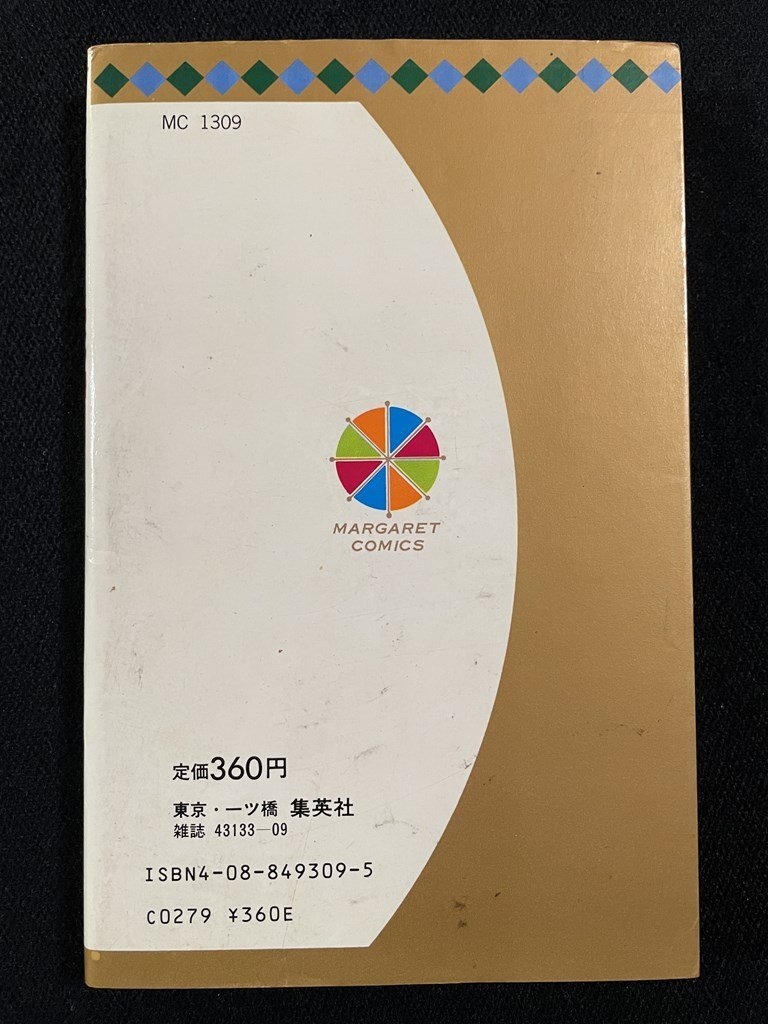 MC 1309
MARGARET
COMICS
定価360円
東京・一ツ橋 集英社
雑誌 43133—09
ISBN4-08-849309-5
C0279 ¥360E